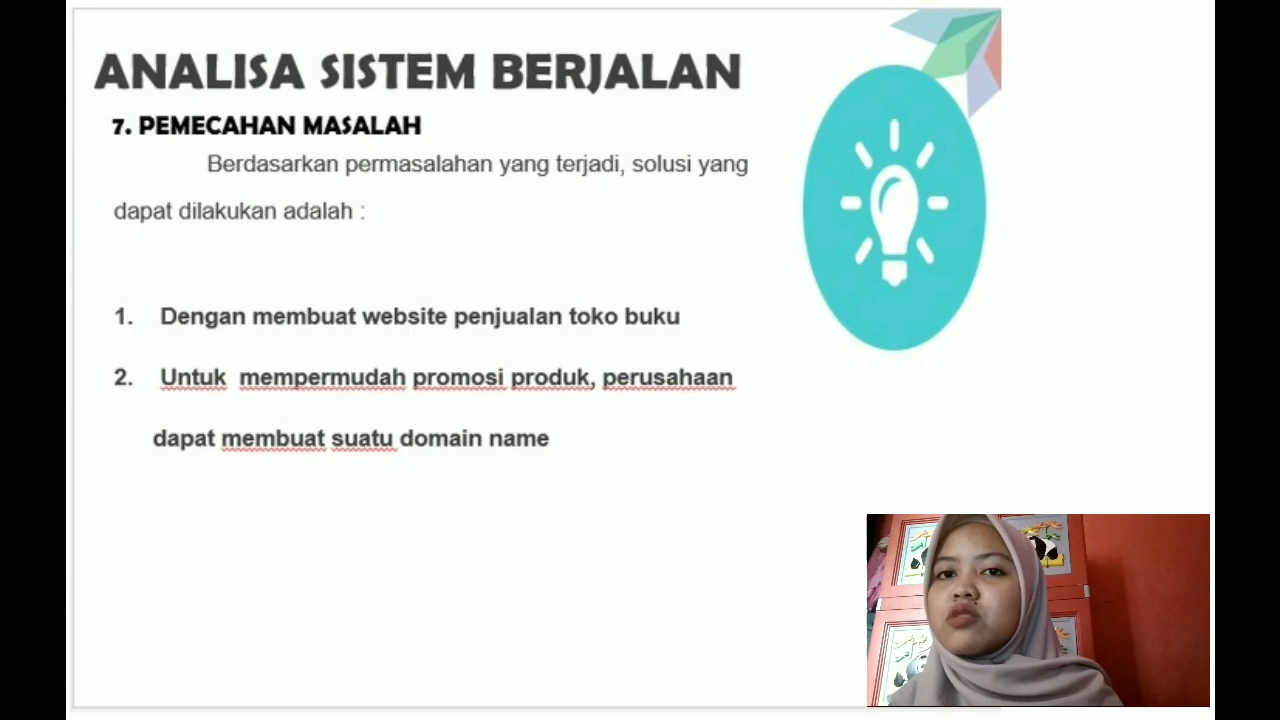 ANALISA SISTEM BERJALAN
7. PEMECAHAN MASALAH
Berdasarkan permasalahan yang terjadi, solusi yang
dapat dilakukan adalah :
1. Dengan membuat website penjualan toko buku
2. Untuk mempermudah promosi produk, perusahaan
dapat membuat suatu domain name